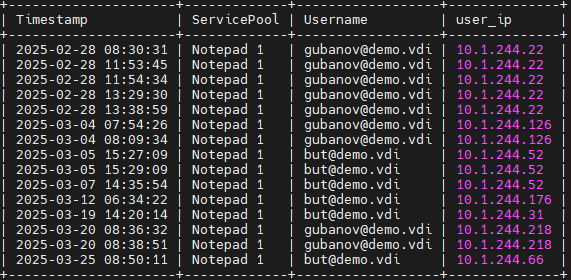 +---------------------+-------------+------------------+--------------+
| Timestamp           | ServicePool | Username         | user_ip      |
+---------------------+-------------+------------------+--------------+
| 2025-02-28 08:30:31 | Notepad 1   | gubanov@demo.vdi | 10.1.244.22  |
| 2025-02-28 11:53:45 | Notepad 1   | gubanov@demo.vdi | 10.1.244.22  |
| 2025-02-28 11:54:34 | Notepad 1   | gubanov@demo.vdi | 10.1.244.22  |
| 2025-02-28 13:29:30 | Notepad 1   | gubanov@demo.vdi | 10.1.244.22  |
| 2025-02-28 13:38:59 | Notepad 1   | gubanov@demo.vdi | 10.1.244.22  |
| 2025-03-04 07:54:26 | Notepad 1   | gubanov@demo.vdi | 10.1.244.126 |
| 2025-03-04 08:09:34 | Notepad 1   | gubanov@demo.vdi | 10.1.244.126 |
| 2025-03-05 15:27:09 | Notepad 1   | but@demo.vdi     | 10.1.244.52  |
| 2025-03-05 15:29:09 | Notepad 1   | but@demo.vdi     | 10.1.244.52  |
| 2025-03-07 14:35:54 | Notepad 1   | but@demo.vdi     | 10.1.244.52  |
| 2025-03-12 06:34:22 | Notepad 1   | but@demo.vdi     | 10.1.244.176 |
| 2025-03-19 14:20:14 | Notepad 1   | but@demo.vdi     | 10.1.244.31  |
| 2025-03-20 08:36:32 | Notepad 1   | gubanov@demo.vdi | 10.1.244.218 |
| 2025-03-20 08:38:51 | Notepad 1   | gubanov@demo.vdi | 10.1.244.218 |
| 2025-03-25 08:50:11 | Notepad 1   | but@demo.vdi     | 10.1.244.66  |
+---------------------+-------------+------------------+--------------+